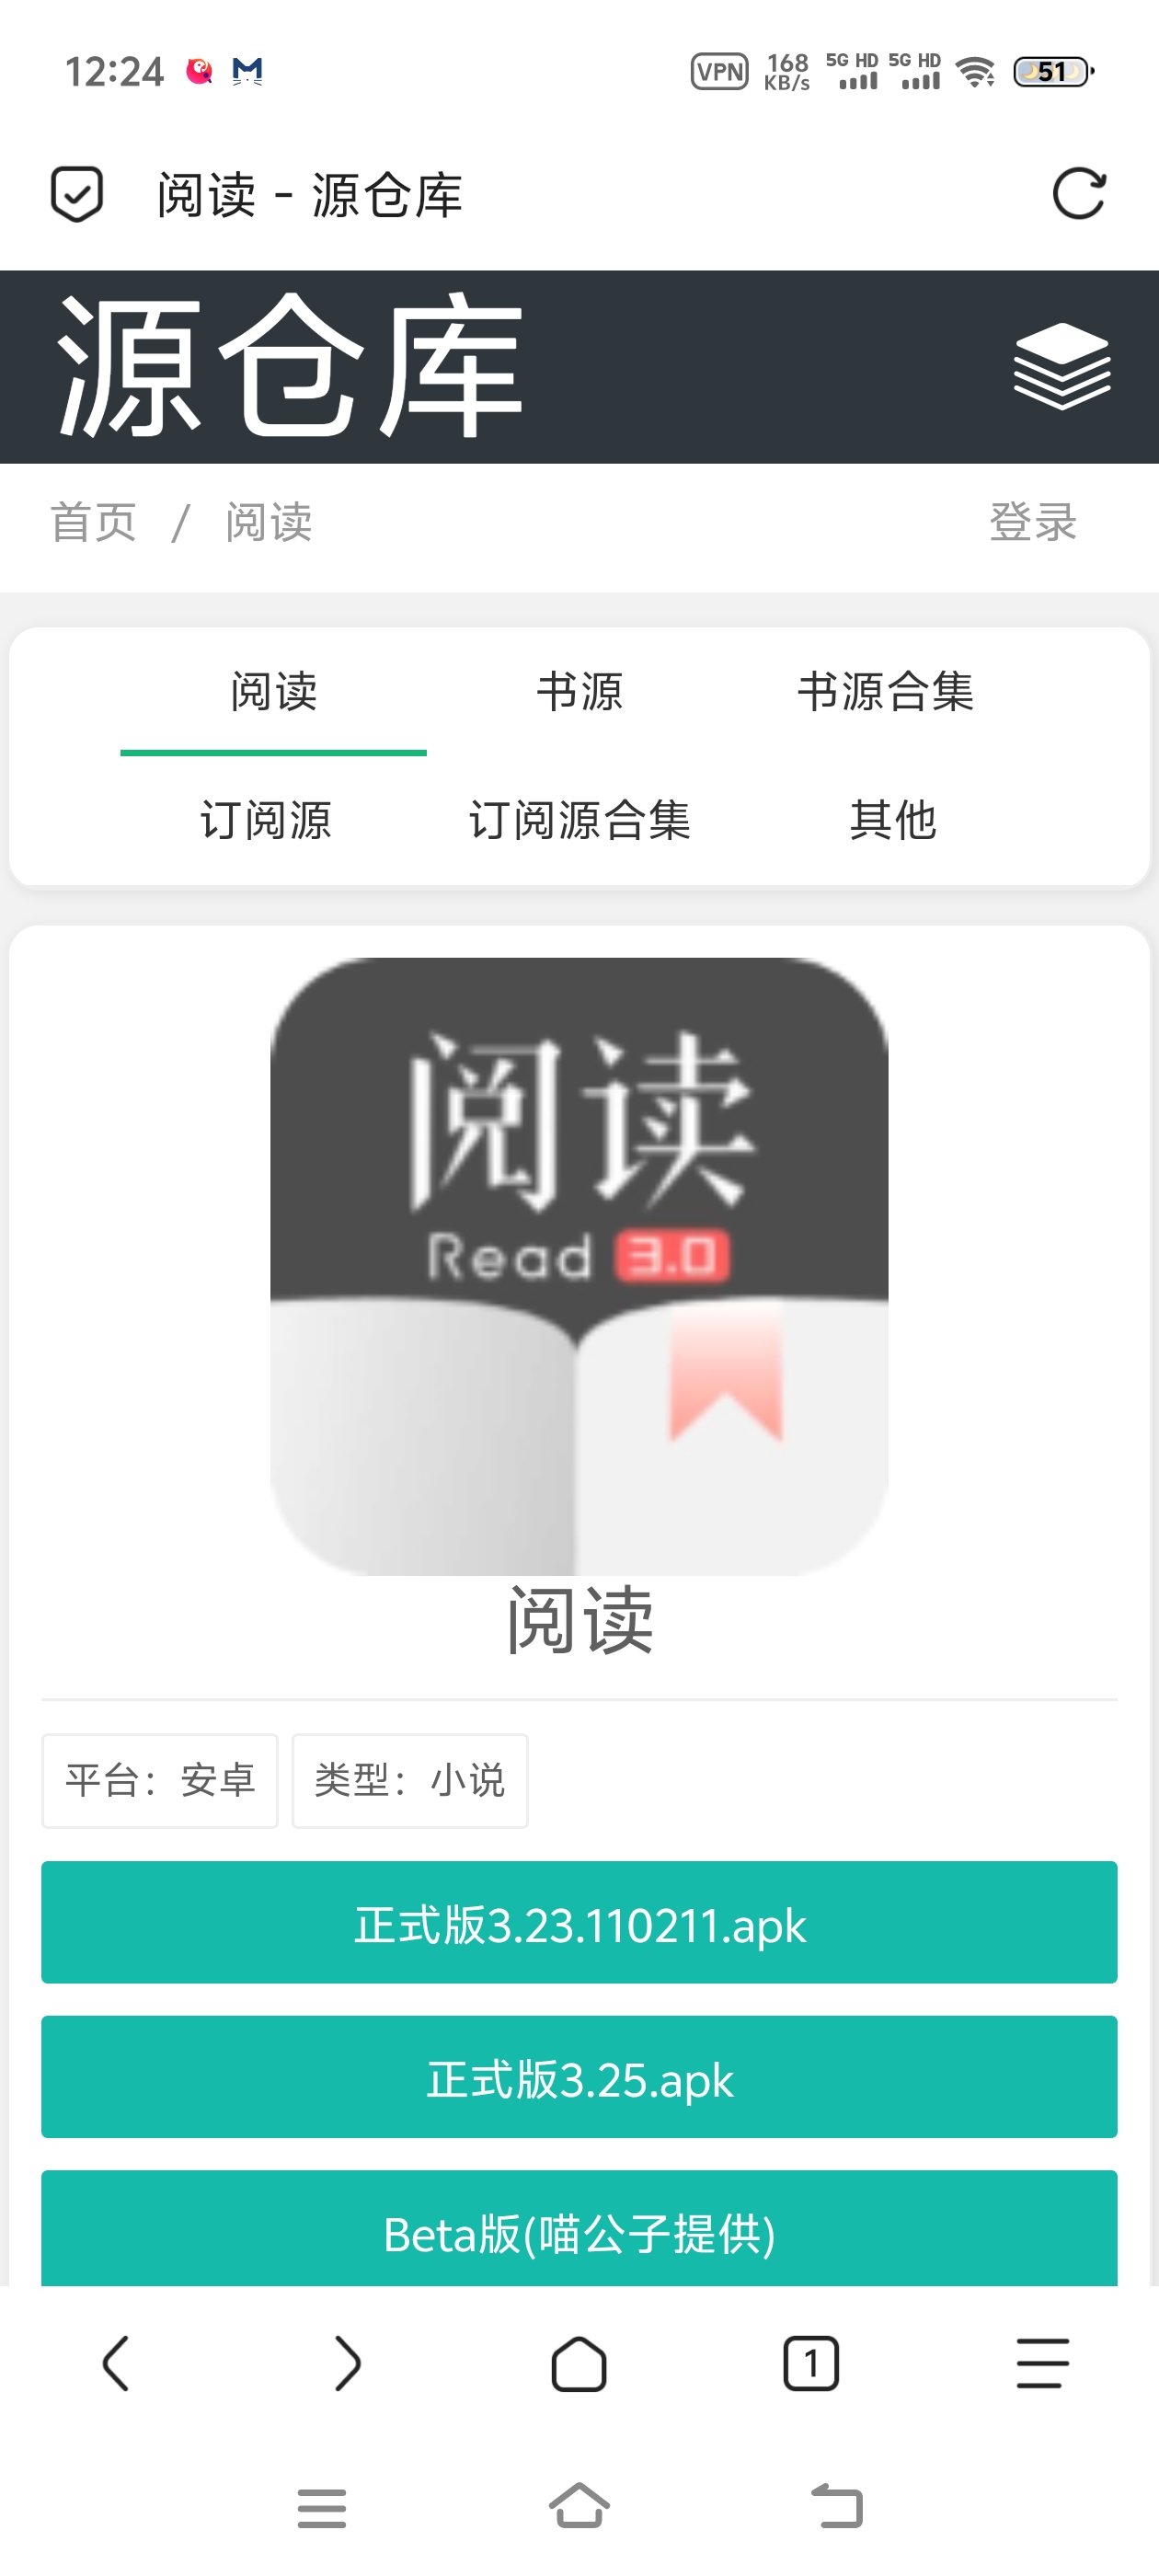 12:24
VPN 168 KB/s 5G HD 5G HD 51
阅读 - 源仓库
源仓库
首页 / 阅读 登录
阅读 书源 书源合集
订阅源 订阅源合集 其他
阅读
Read 3.0
阅读
平台：安卓 类型：小说
正式版3.23.110211.apk
正式版3.25.apk
Beta版(喵公子提供)
1